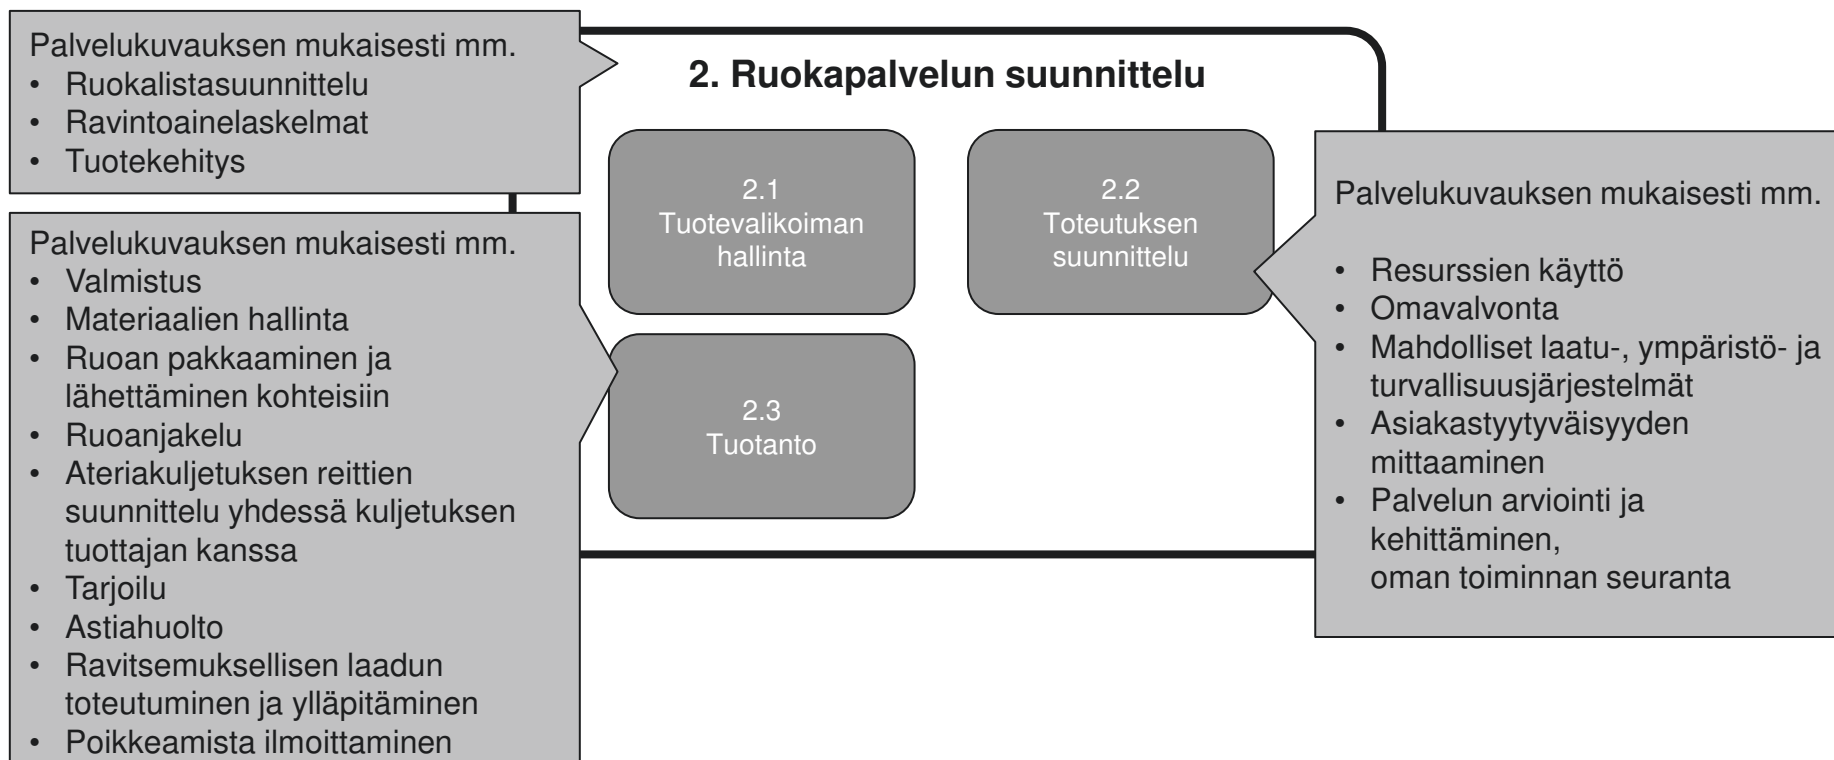 Palvelukuvauksen mukaisesti mm.
• Ruokalistasuunnittelu
• Ravintoainelaskelmat
• Tuotekehitys
2. Ruokapalvelun suunnittelu
2.1
Tuotevalikoiman
hallinta
2.2
Toteutuksen
suunnittelu
2.3
Tuotanto
Palvelukuvauksen mukaisesti mm.
• Valmistus
• Materiaalien hallinta
• Ruoan pakkaaminen ja
lähettäminen kohteisiin
• Ruoanjakelu
• Ateriakuljetuksen reittien
suunnittelu yhdessä kuljetuksen
tuottajan kanssa
• Tarjoilu
• Astiahuolto
• Ravitsemuksellisen laadun
toteutuminen ja ylläpitäminen
• Poikkeamista ilmoittaminen
Palvelukuvauksen mukaisesti mm.
• Resurssien käyttö
• Omavalvonta
• Mahdolliset laatu-, ympäristö- ja
turvallisuusjärjestelmät
• Asiakastyytyväisyyden
mittaaminen
• Palvelun arviointi ja
kehittäminen,
oman toiminnan seuranta